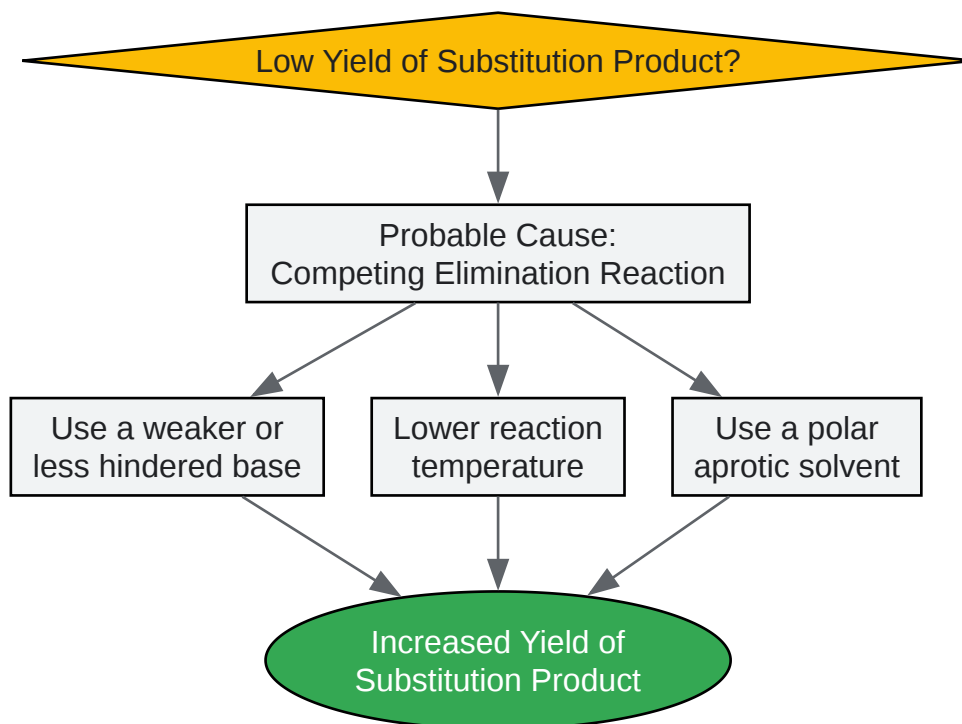 Low Yield of Substitution Product?
Probable Cause:
Competing Elimination Reaction
Use a weaker or
less hindered base
Lower reaction
temperature
Use a polar
aprotic solvent
Increased Yield of
Substitution Product